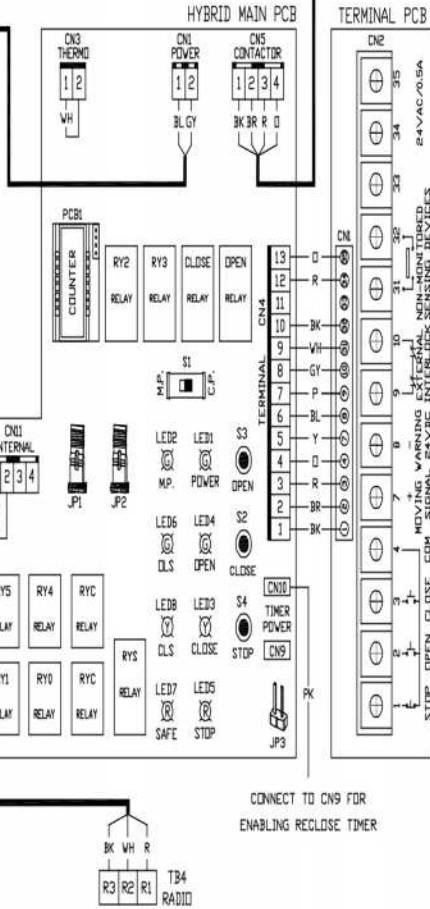 HYBRID MAIN PCB
TERMINAL PCB
CN3
THERMO
1 2
WH
CN1
POWER
1 2
BL GY
CN5
CONTACTOR
1 2 3 4
BK BR R O
CN2
35
34
33
32
31
10
9
8
7
4
3
2
1
24VAC/0.5A
EXTERNAL NON-MONITORED
INTERLOCK SENSING DEVICES
MOVING WARNING
SIGNAL 24VDC
+ -
STOP OPEN CLOSE COM
PCB1
COUNTER
RY2
RELAY
RY3
RELAY
CLOSE
RELAY
OPEN
RELAY
S1
M.P.
C.P.
TERMINAL CN4
CN1
13 O
12 R
11
10 BK
9 WH
8 GY
7 P
6 BL
5 Y
4 O
3 R
2 BR
1 BK
CN11
INTERNAL
2 3 4
JP1
JP2
LED2
G
M.P.
LED1
G
POWER
S3
OPEN
LED6
G
OLS
LED4
G
OPEN
S2
CLOSE
LED8
Y
CLS
LED3
Y
CLOSE
S4
STOP
LED7
R
SAFE
LED5
R
STOP
CN10
TIMER
POWER
CN9
JP3
PK
RY4
RELAY
RYC
RELAY
RY0
RELAY
RYC
RELAY
RYS
RELAY
CONNECT TO CN9 FOR
ENABLING RECLOSE TIMER
BK WH R
R3 R2 R1
TB4
RADIO